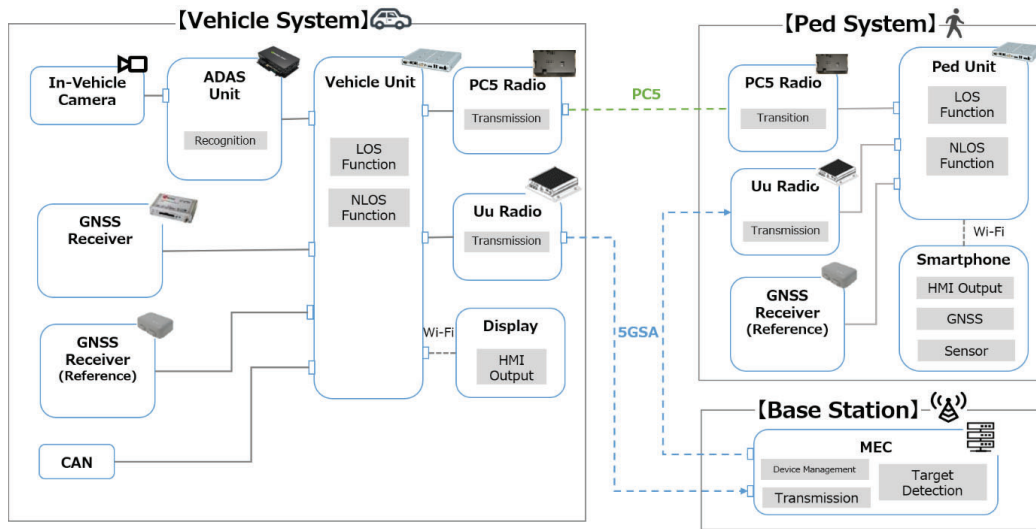 【Vehicle System】
In-Vehicle
Camera
ADAS
Unit
Recognition
GNSS
Receiver
GNSS
Receiver
(Reference)
CAN
Vehicle Unit
LOS
Function
NLOS
Function
PC5 Radio
Transmission
Uu Radio
Transmission
Wi-Fi
Display
HMI
Output
PC5
5GSA
【Ped System】
PC5 Radio
Transition
Uu Radio
Transmission
GNSS
Receiver
(Reference)
Ped Unit
LOS
Function
NLOS
Function
Wi-Fi
Smartphone
HMI Output
GNSS
Sensor
【Base Station】
MEC
Device Management
Transmission
Target
Detection